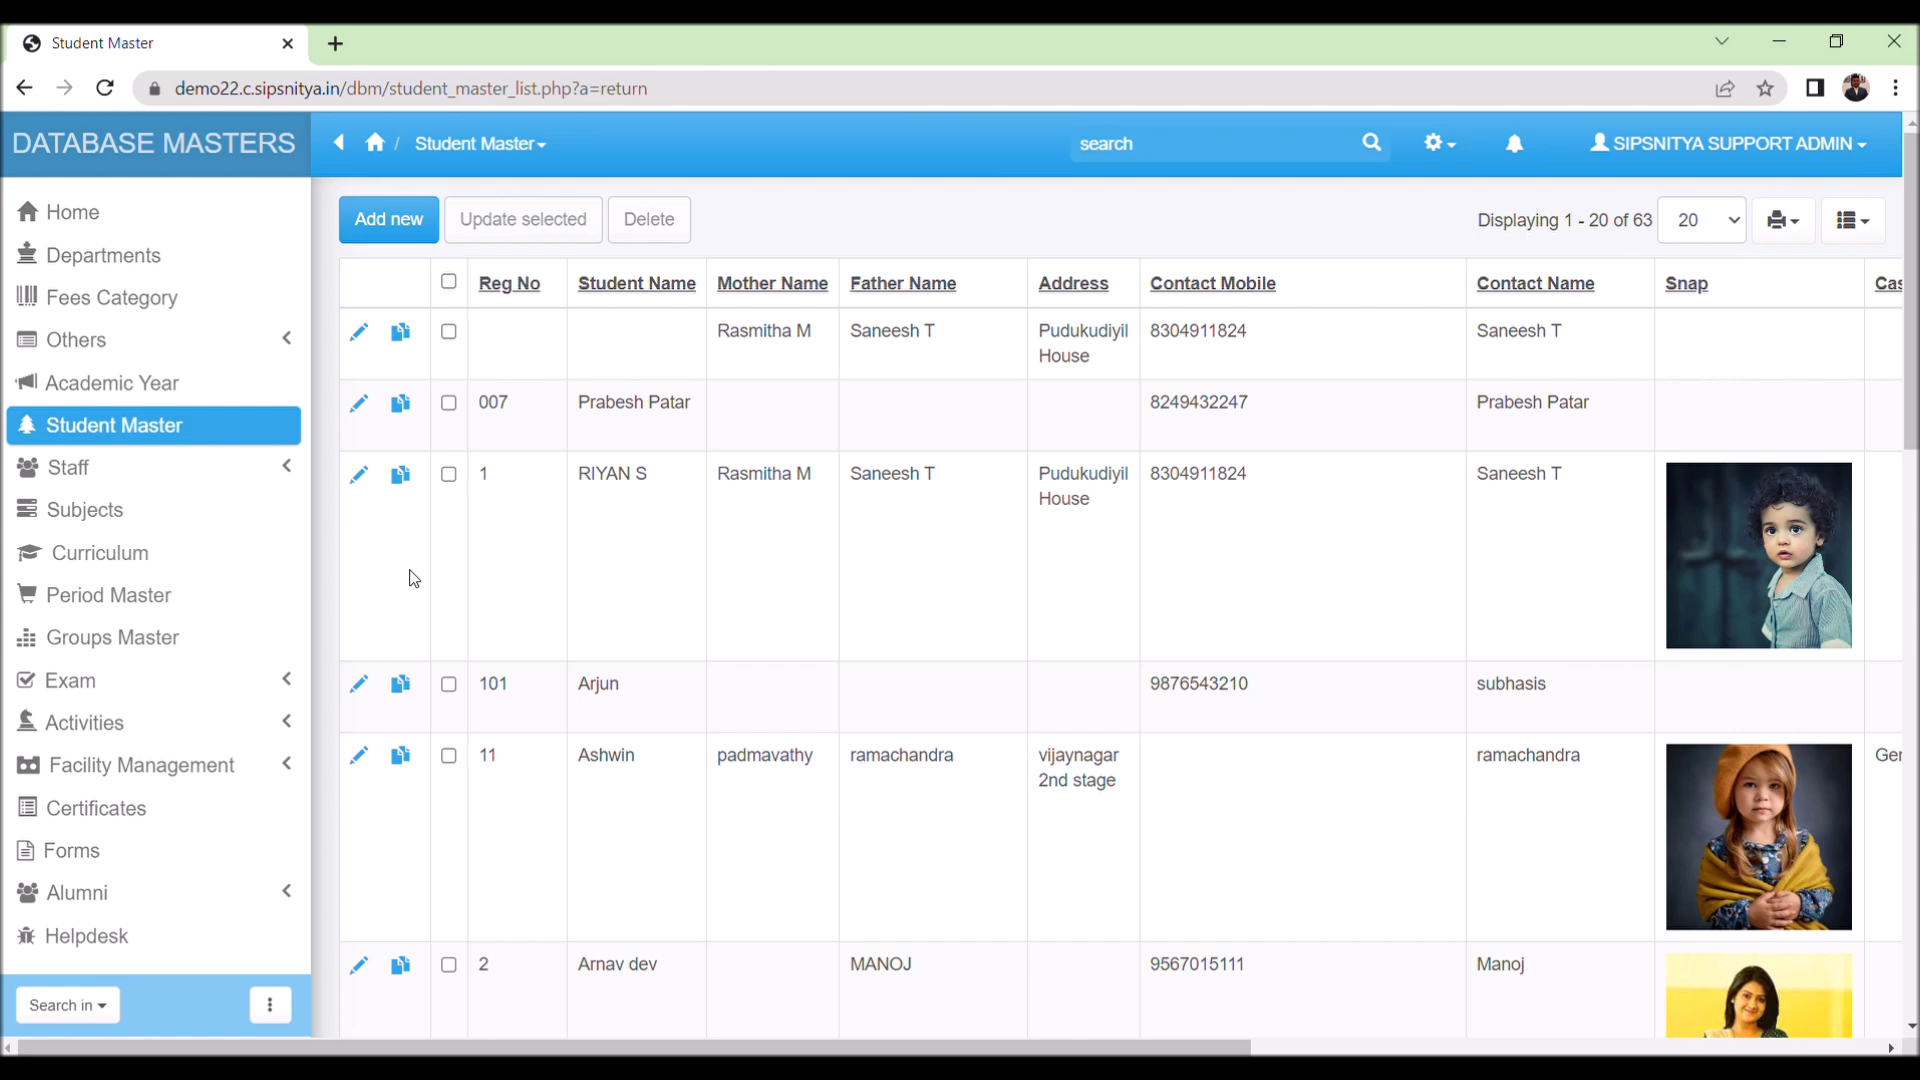 Student Master
demo22.c.sipsnitya.in/dbm/student_master_list.php?a=return
DATABASE MASTERS
/ Student Master
search
SIPSNITYA SUPPORT ADMIN
Home
Departments
Fees Category
Others
Academic Year
Student Master
Staff
Subjects
Curriculum
Period Master
Groups Master
Exam
Activities
Facility Management
Certificates
Forms
Alumni
Helpdesk
Search in
Add new Update selected Delete
Displaying 1 - 20 of 63 20
Reg No Student Name Mother Name Father Name Address Contact Mobile Contact Name Snap Cas
Rasmitha M Saneesh T Pudukudiyil 8304911824 Saneesh T
House
007 Prabesh Patar 8249432247 Prabesh Patar
1 RIYAN S Rasmitha M Saneesh T Pudukudiyil 8304911824 Saneesh T
House
101 Arjun 9876543210 subhasis
11 Ashwin padmavathy ramachandra vijaynagar ramachandra Ger
2nd stage
2 Arnav dev MANOJ 9567015111 Manoj